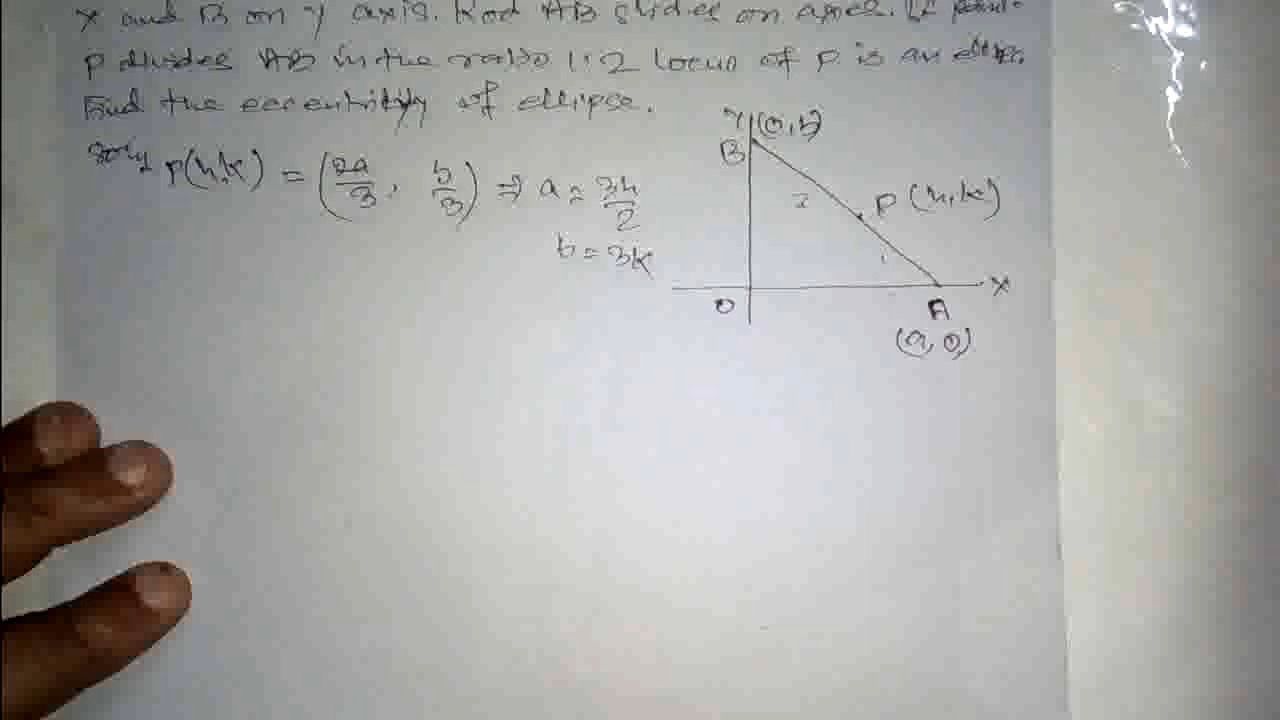 X and B on Y axis. Rod AB slides on axes. If point
P divides AB in the ratio 1:2 locus of P is an ellipse.
Find the eccentricity of ellipse.
P(h,k) = (2a/3, b/3) ⇒ a = 3h/2
b = 3k
Y (0,b)
B
2
P (h,k)
1
O
X
A
(a,0)